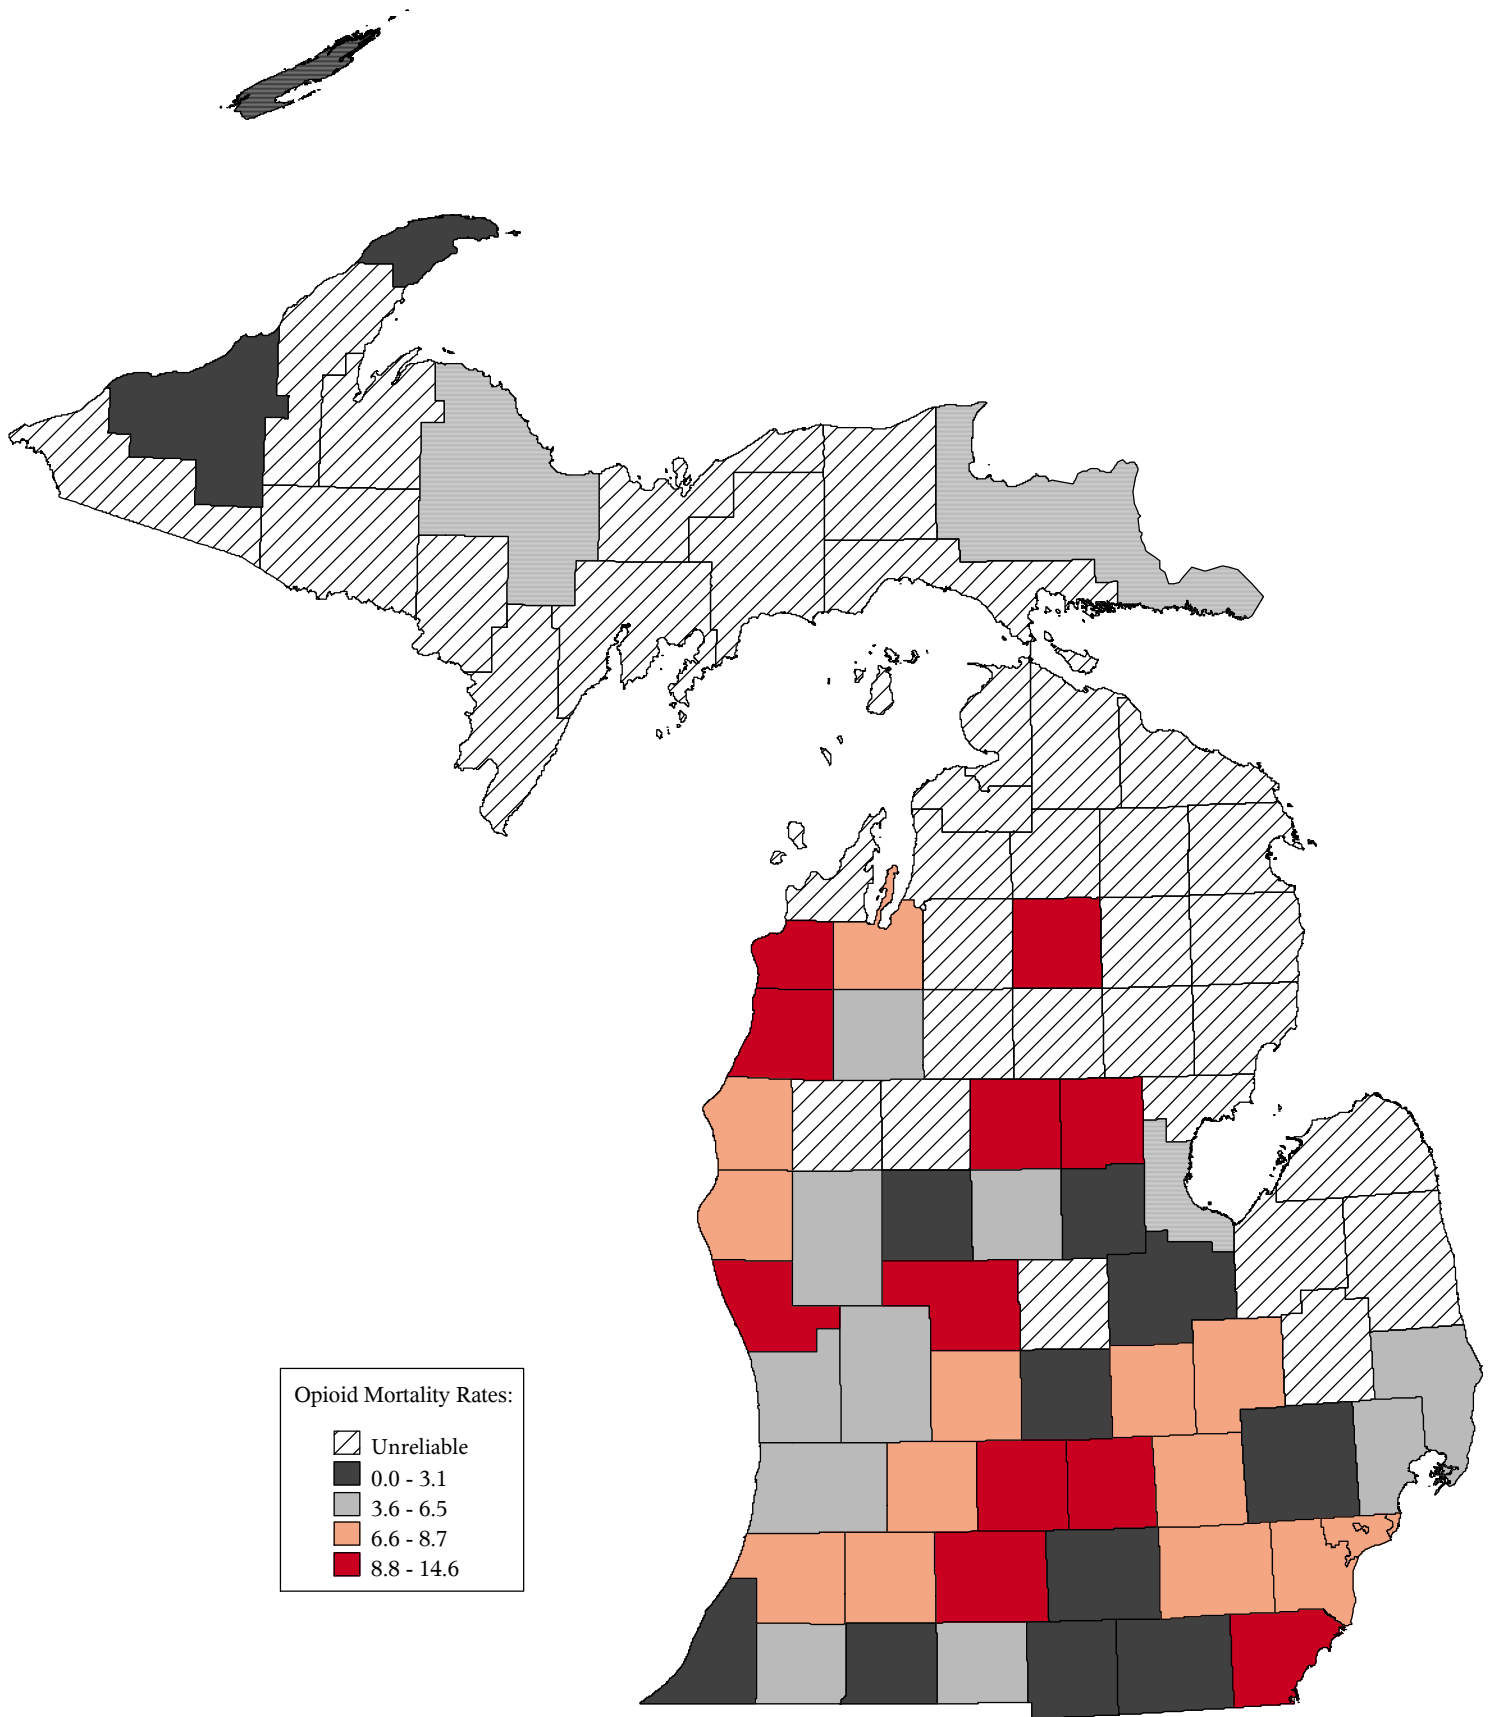 Opioid Mortality Rates:
Unreliable
0.0 - 3.1
3.6 - 6.5
6.6 - 8.7
8.8 - 14.6